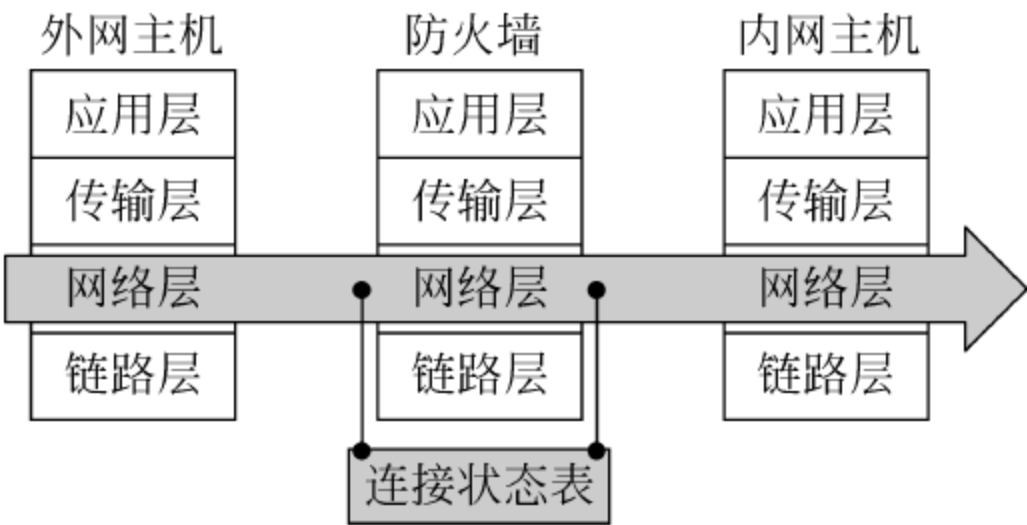 外网主机 防火墙 内网主机
应用层 应用层 应用层
传输层 传输层 传输层
网络层 网络层 网络层
链路层 链路层 链路层
连接状态表